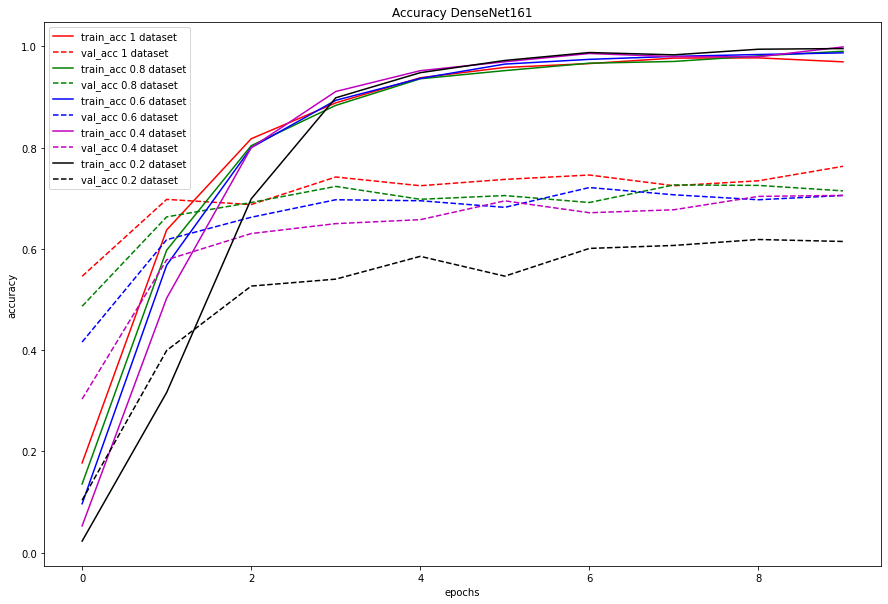 Accuracy DenseNet161
train_acc 1 dataset
val_acc 1 dataset
train_acc 0.8 dataset
val_acc 0.8 dataset
train_acc 0.6 dataset
val_acc 0.6 dataset
train_acc 0.4 dataset
val_acc 0.4 dataset
train_acc 0.2 dataset
val_acc 0.2 dataset
accuracy
1.0
0.8
0.6
0.4
0.2
0.0
0 2 4 6 8
epochs